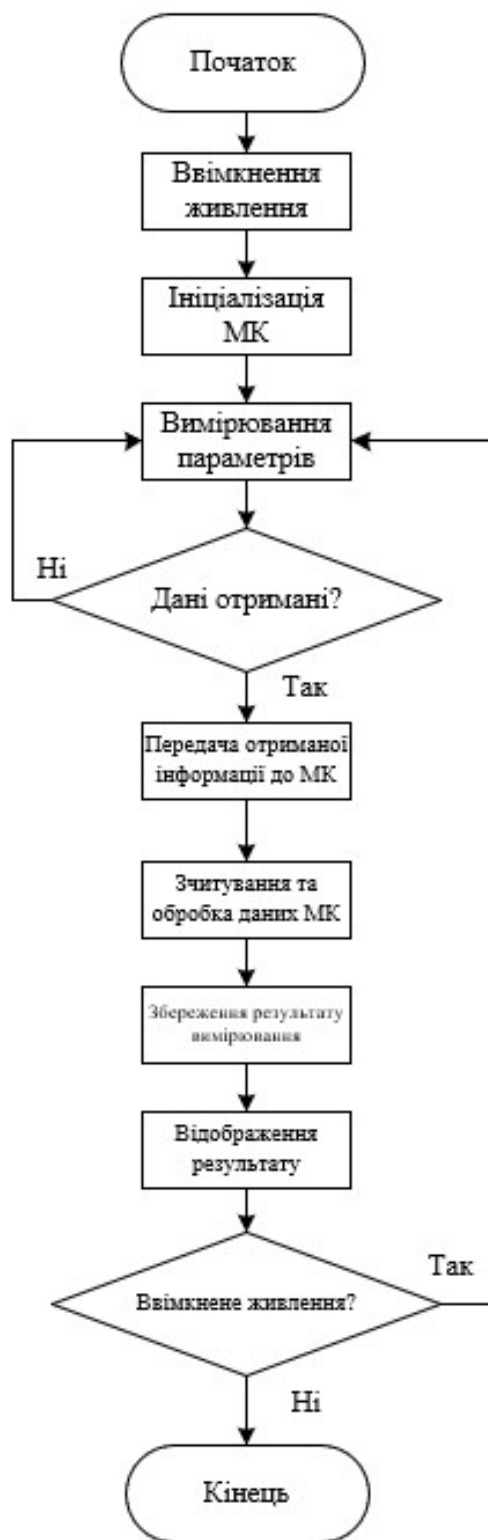 Початок
Ввімкнення
живлення
Ініціалізація
МК
Вимірювання
параметрів
Ні
Дані отримані?
Так
Передача отриманої
інформації до МК
Зчитування та
обробка даних МК
Збереження результату
вимірювання
Відображення
результату
Так
Ввімкнене живлення?
Ні
Кінець